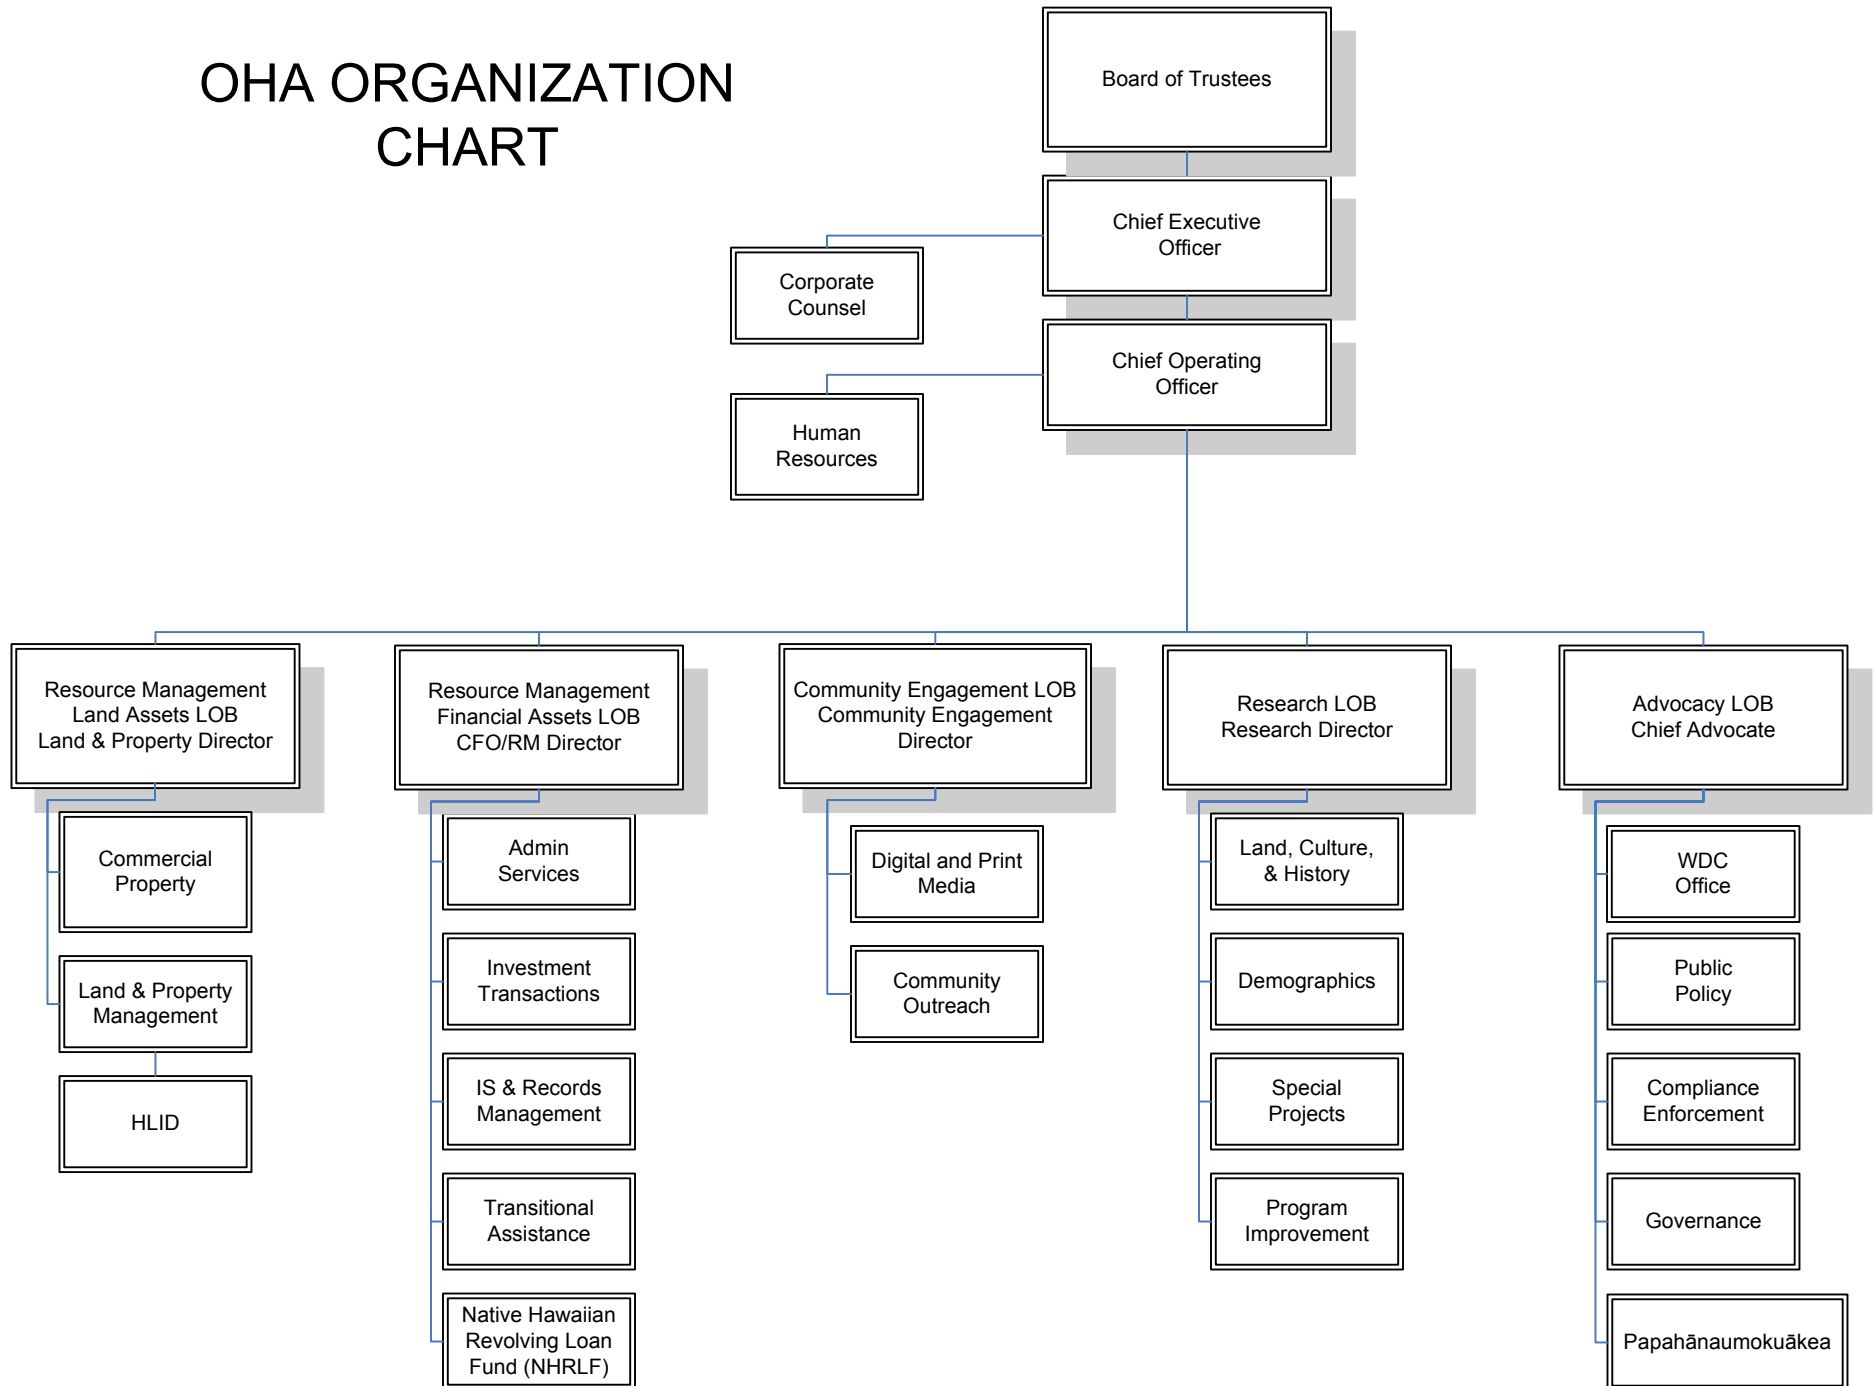 OHA ORGANIZATION
CHART
Board of Trustees
Chief Executive
Officer
Corporate
Counsel
Chief Operating
Officer
Human
Resources
Resource Management
Land Assets LOB
Land & Property Director
Resource Management
Financial Assets LOB
CFO/RM Director
Community Engagement LOB
Community Engagement
Director
Research LOB
Research Director
Advocacy LOB
Chief Advocate
Commercial
Property
Land & Property
Management
HLID
Admin
Services
Investment
Transactions
IS & Records
Management
Transitional
Assistance
Native Hawaiian
Revolving Loan
Fund (NHRLF)
Digital and Print
Media
Community
Outreach
Land, Culture,
& History
Demographics
Special
Projects
Program
Improvement
WDC
Office
Public
Policy
Compliance
Enforcement
Governance
Papahānaumokuākea